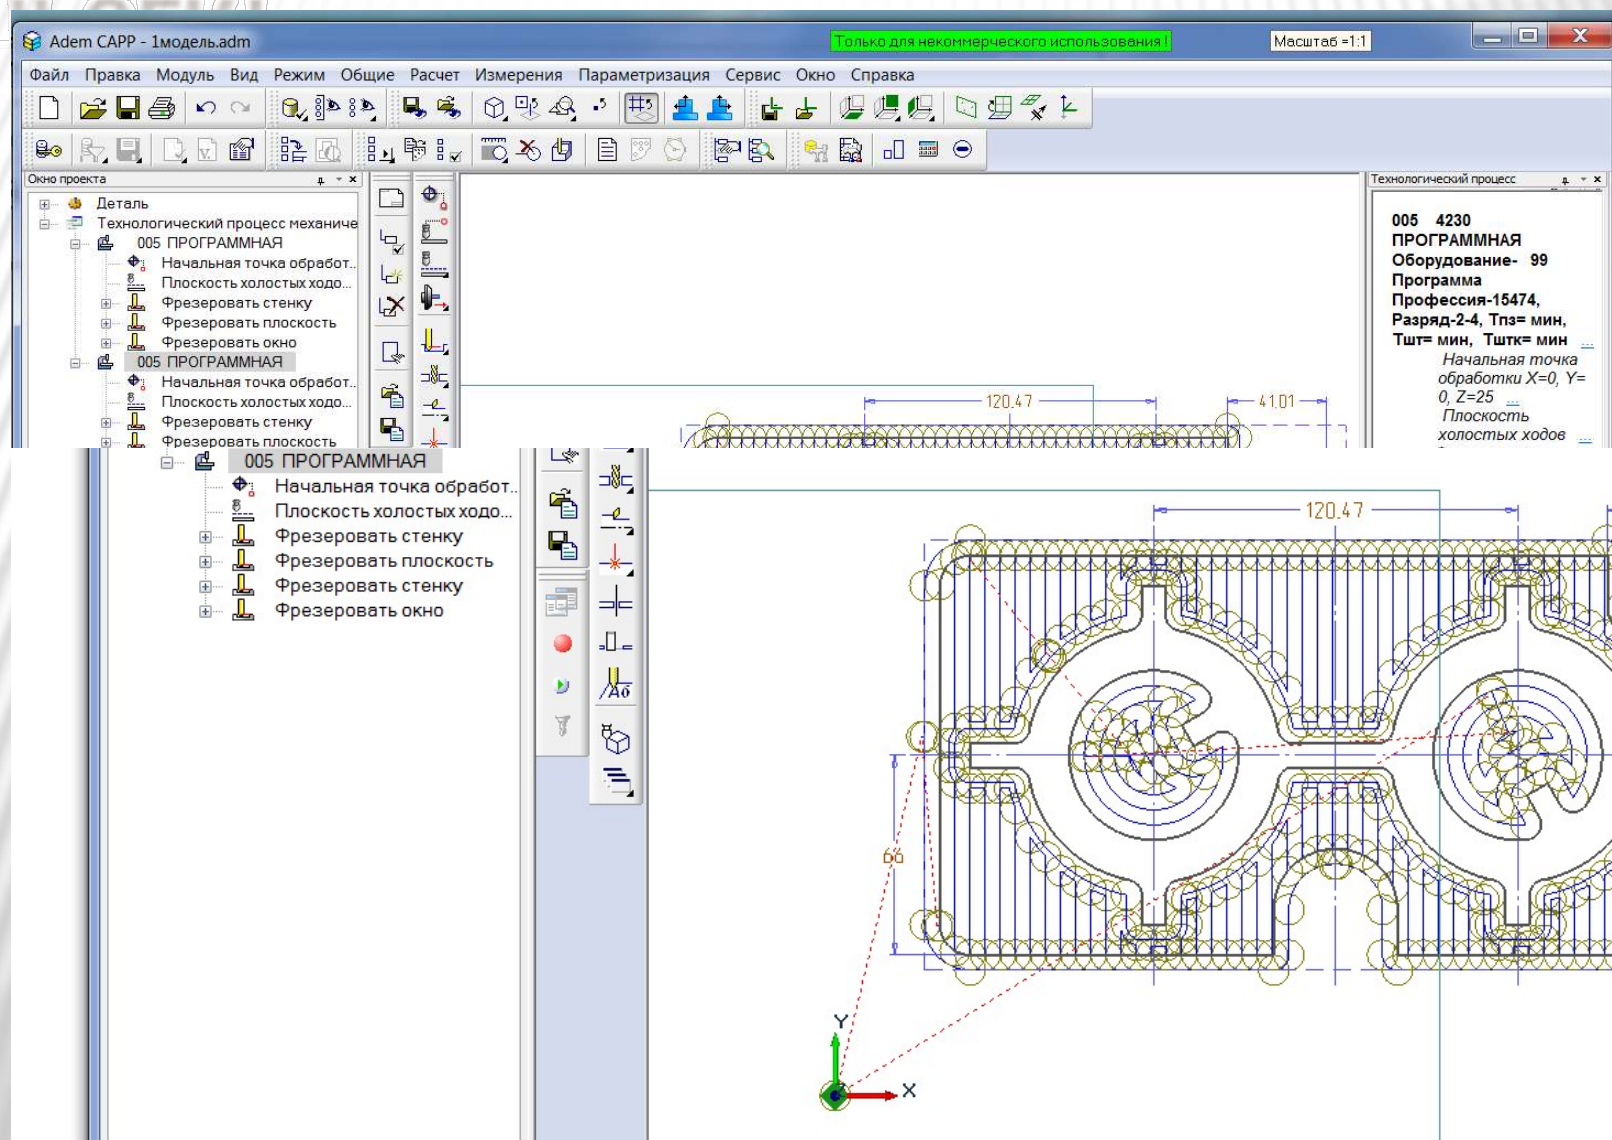 Adem CAPP - 1модель.adm
Только для некоммерческого использования !
Масштаб =1:1
Файл Правка Модуль Вид Режим Общие Расчет Измерения Параметризация Сервис Окно Справка
Окно проекта
Деталь
Технологический процесс механиче
005 ПРОГРАММНАЯ
Начальная точка обработ...
Плоскость холостых ходо...
Фрезеровать стенку
Фрезеровать плоскость
Фрезеровать окно
005 ПРОГРАММНАЯ
Начальная точка обработ...
Плоскость холостых ходо...
Фрезеровать стенку
Фрезеровать плоскость
120.47
41.01
Технологический процесс
005 4230
ПРОГРАММНАЯ
Оборудование- 99
Программа
Профессия-15474,
Разряд-2-4, Тпз= мин,
Тшт= мин, Тштк= мин ...
Начальная точка
обработки X=0, Y=
0, Z=25 ...
Плоскость
холостых ходов ...
005 ПРОГРАММНАЯ
Начальная точка обработ...
Плоскость холостых ходо...
Фрезеровать стенку
Фрезеровать плоскость
Фрезеровать стенку
Фрезеровать окно
Аб
120.47
66
Y
X